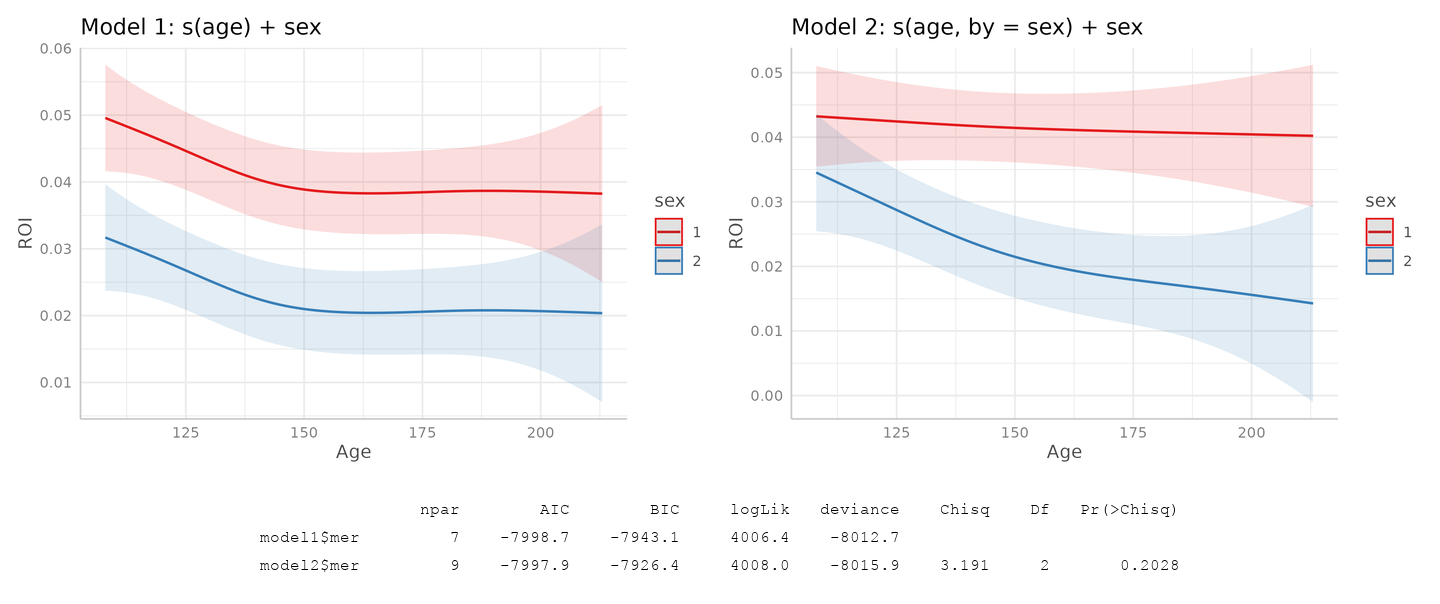 Model 1: s(age) + sex
0.06
0.05
0.04
0.03
0.02
0.01
ROI
125 150 175 200
Age
sex
1
2
Model 2: s(age, by = sex) + sex
0.05
0.04
0.03
0.02
0.01
0.00
ROI
125 150 175 200
Age
sex
1
2
npar AIC BIC logLik deviance Chisq Df Pr(>Chisq)
model1$mer 7 -7998.7 -7943.1 4006.4 -8012.7
model2$mer 9 -7997.9 -7926.4 4008.0 -8015.9 3.191 2 0.2028